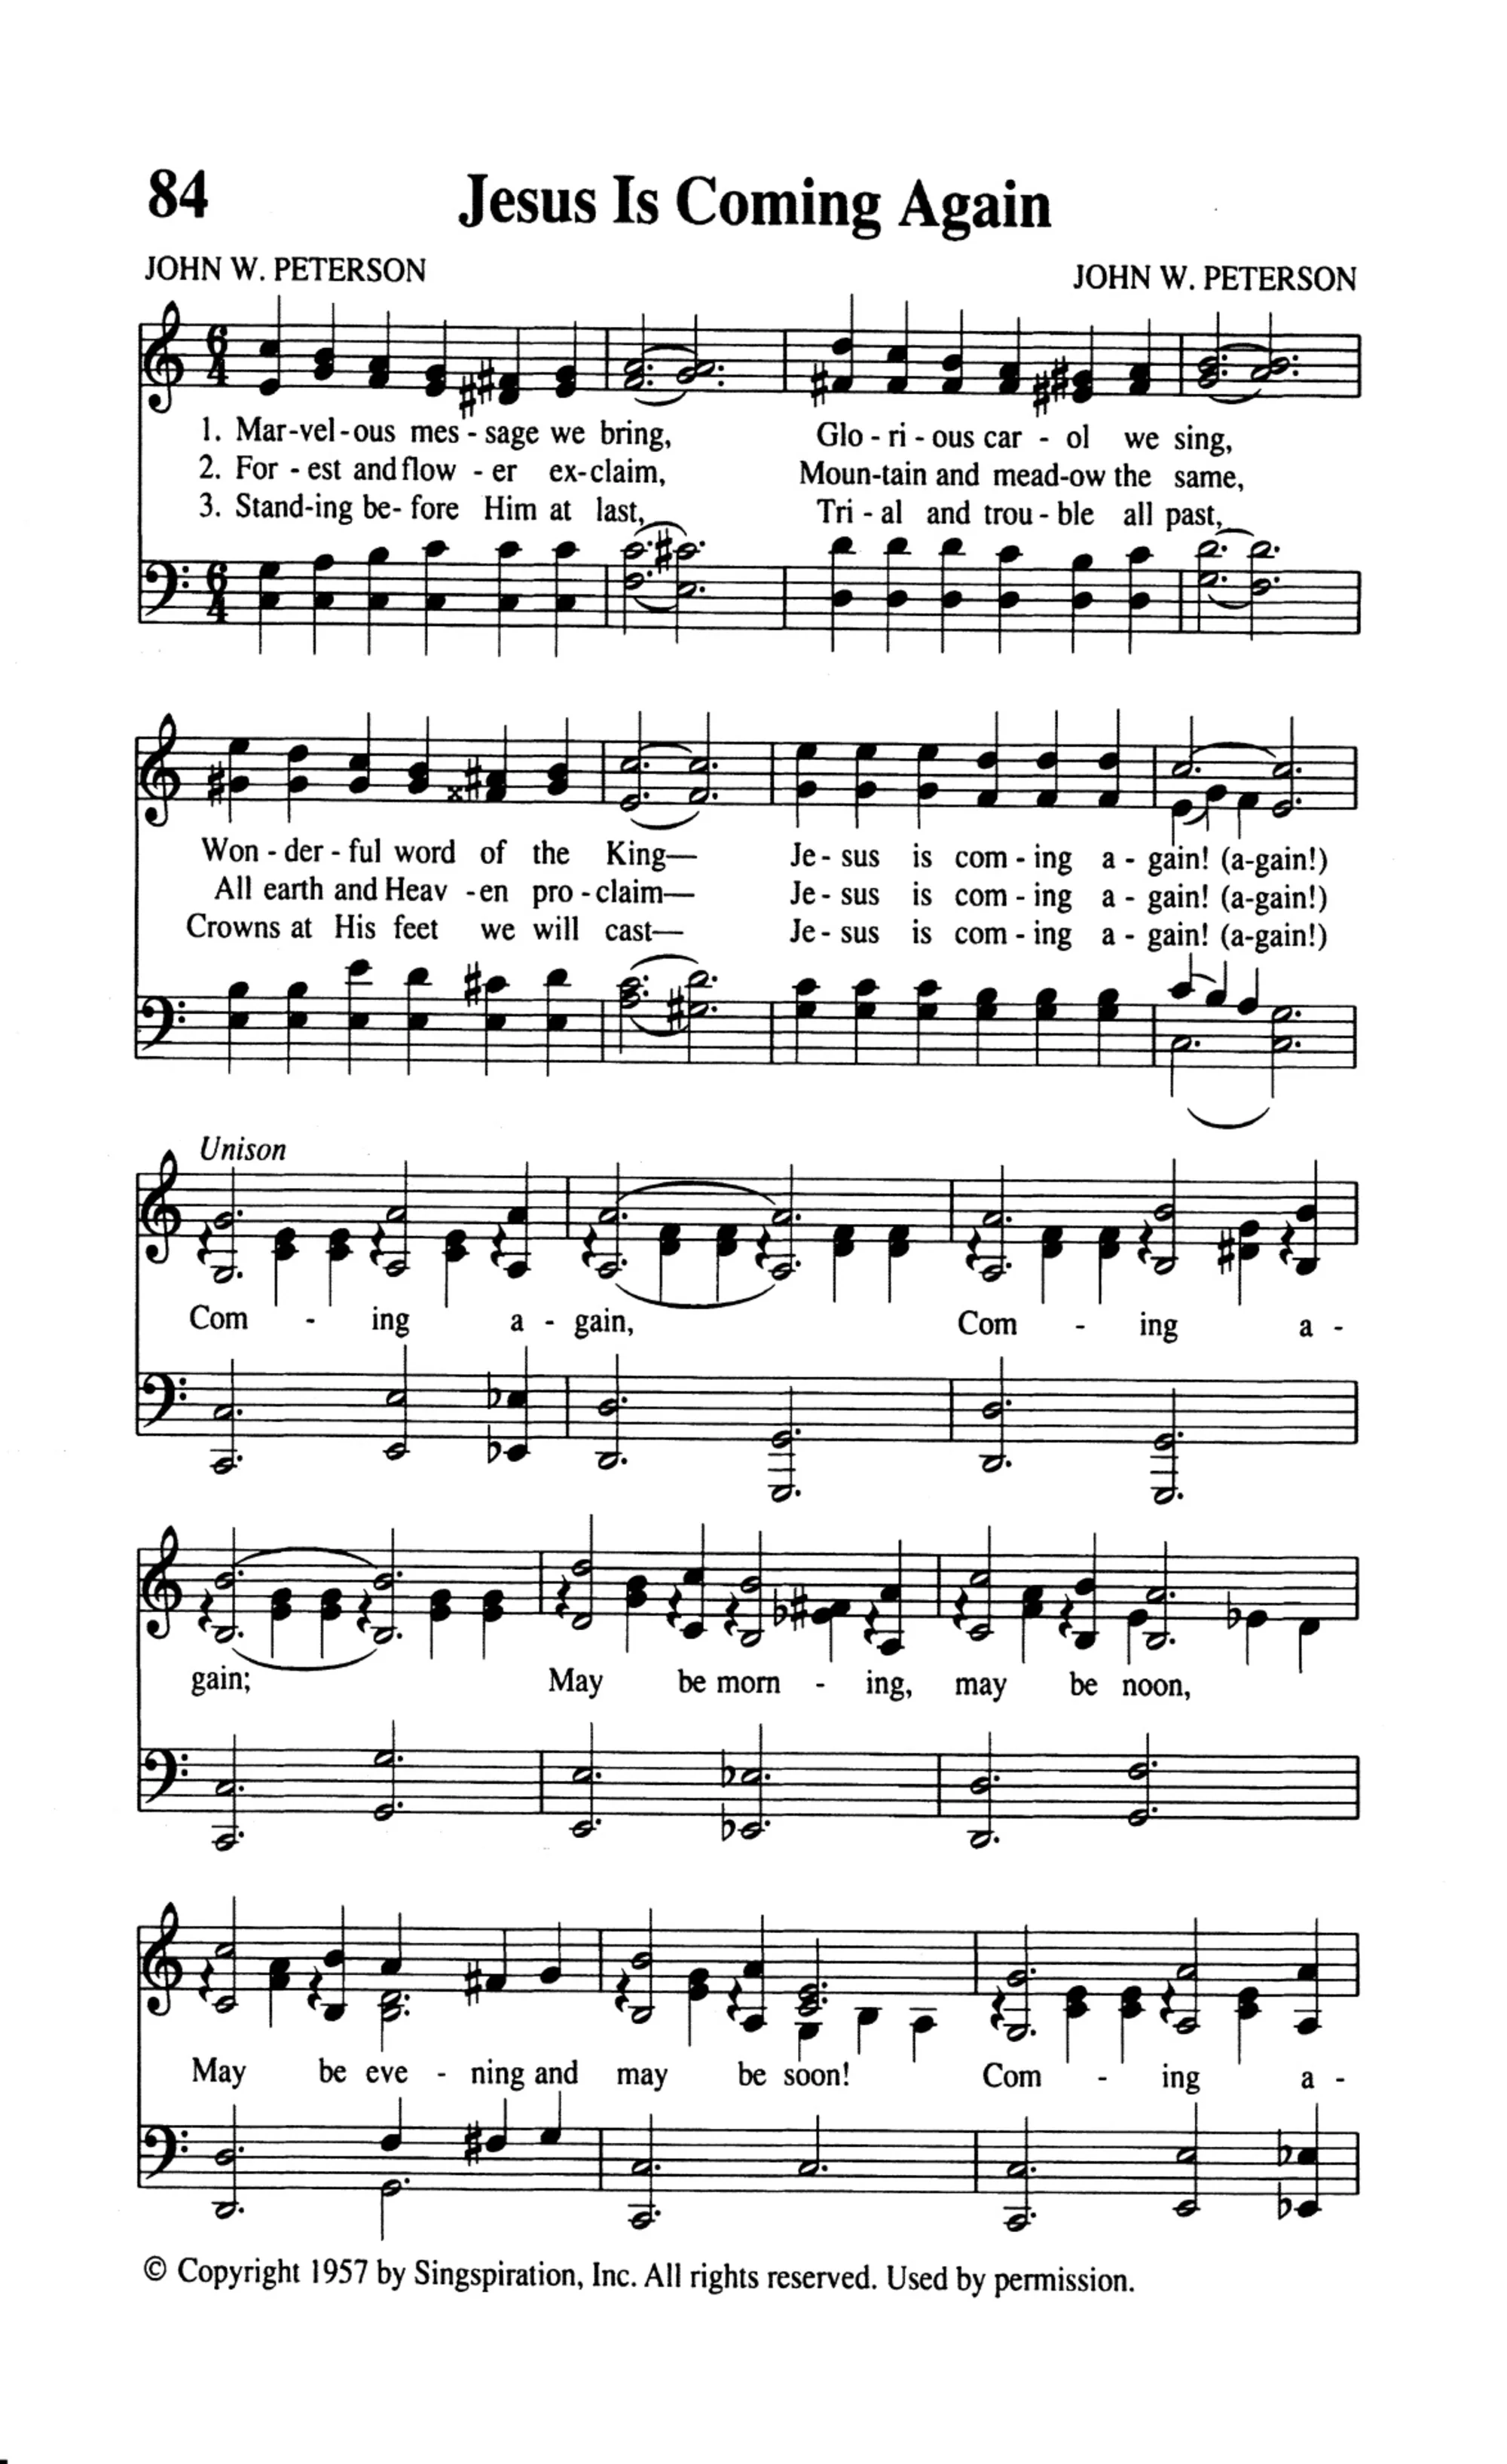 84
Jesus Is Coming Again
JOHN W. PETERSON
JOHN W. PETERSON
1. Mar-vel-ous mes - sage we bring, Glo - ri - ous car - ol we sing,
2. For - est and flow - er ex-claim, Moun-tain and mead-ow the same,
3. Stand-ing be- fore Him at last, Tri - al and trou - ble all past,
Won - der - ful word of the King— Je - sus is com - ing a - gain! (a-gain!)
All earth and Heav - en pro - claim— Je - sus is com - ing a - gain! (a-gain!)
Crowns at His feet we will cast— Je - sus is com - ing a - gain! (a-gain!)
Unison
Com - ing a - gain, Com - ing a -
gain; May be morn - ing, may be noon,
May be eve - ning and may be soon! Com - ing a -
© Copyright 1957 by Singspiration, Inc. All rights reserved. Used by permission.